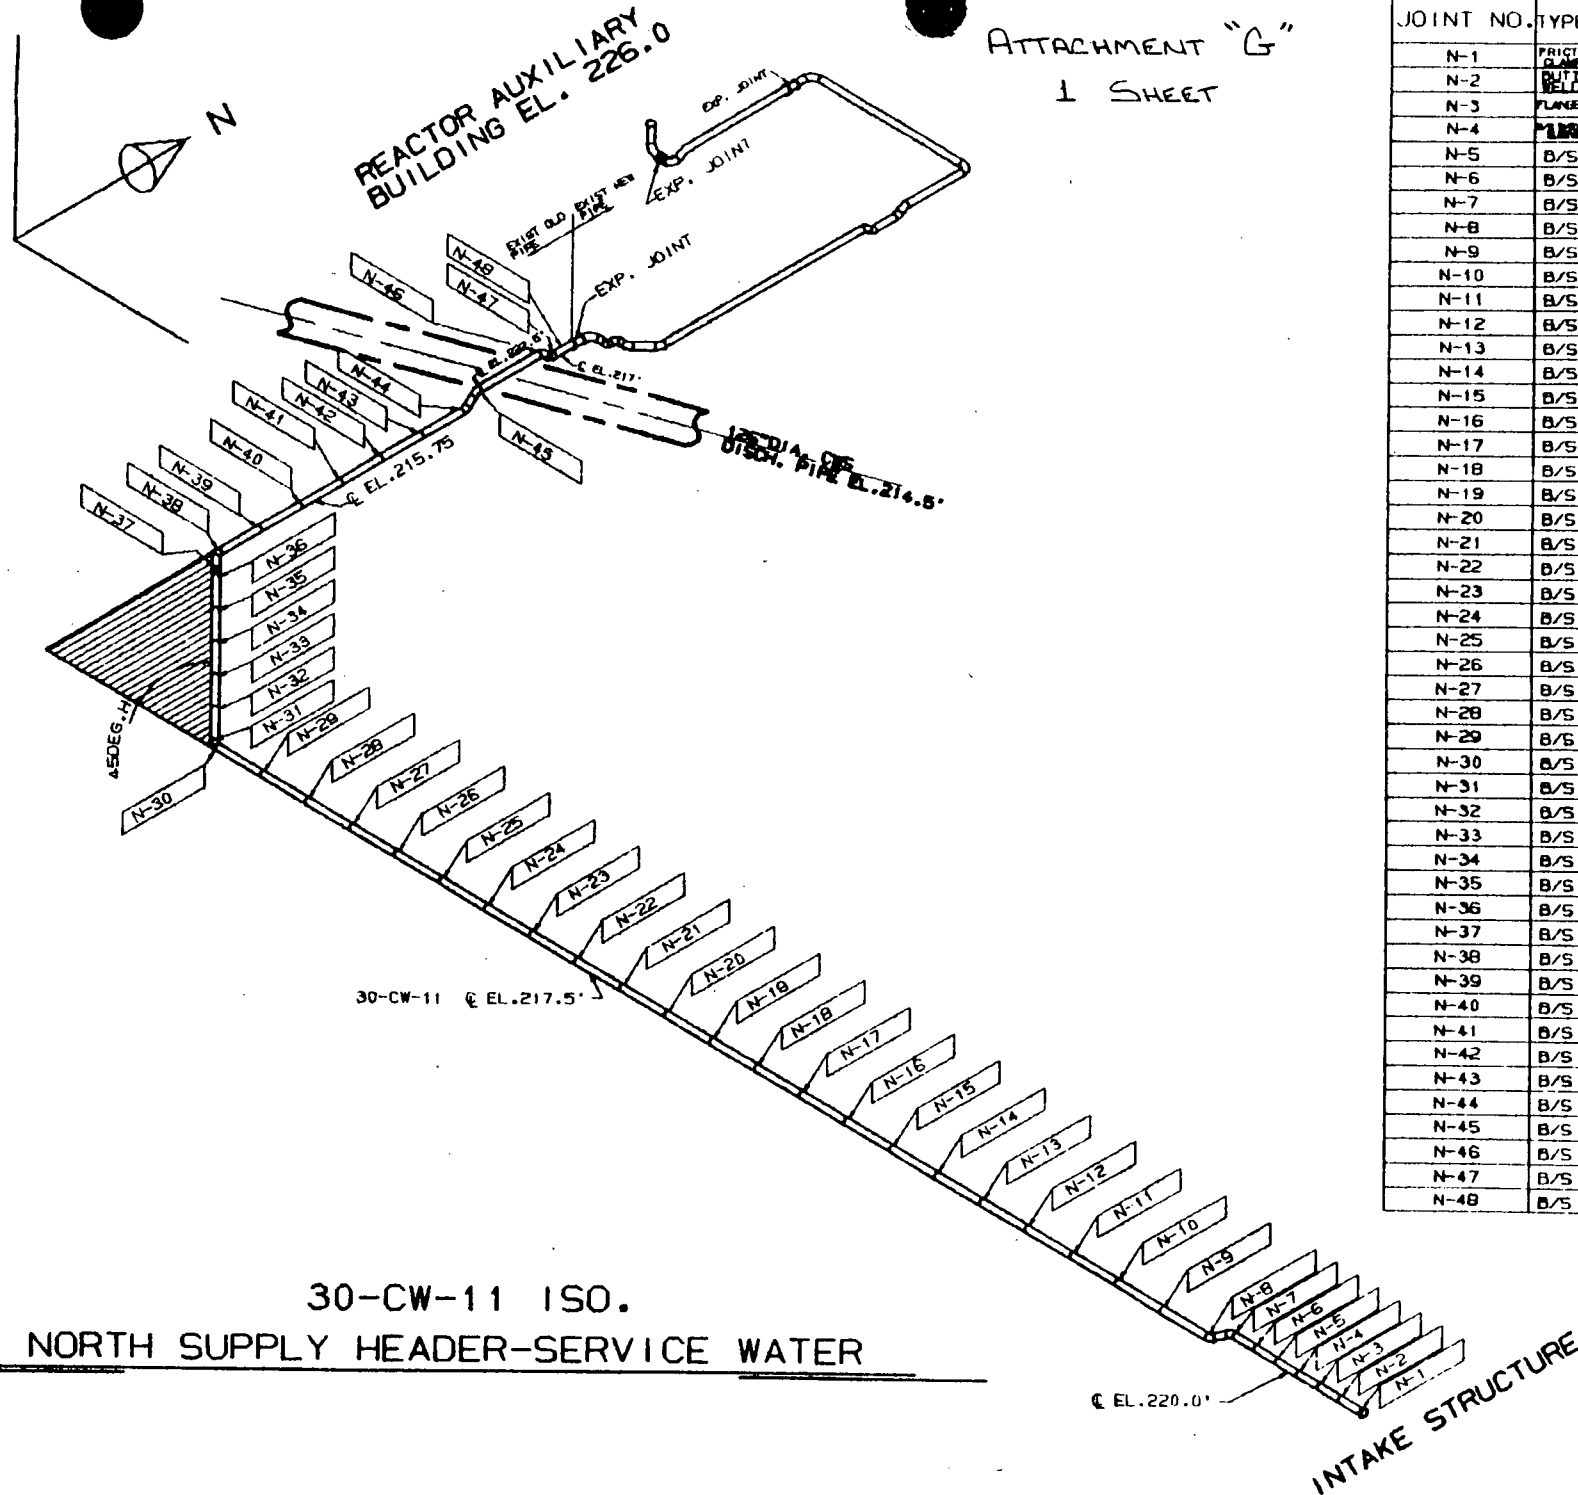 ATTACHMENT "G"
1 SHEET
N
REACTOR AUXILIARY
BUILDING EL. 226.0
EXP. JOINT
EXP. JOINT
EXIST OLD
PIPE
EXIST NEW
PIPE
EXP. JOINT
N-48
N-47
N-46
℄ EL.217'
N-44
N-43
N-42
N-41
N-40
N-39
N-38
N-37
N-45
℄ EL.215.75
DISCH. PIPE EL.214.5'
N-36
N-35
N-34
N-33
N-32
N-31
45DEG.H
N-30
N-29
N-28
N-27
N-26
N-25
N-24
N-23
N-22
N-21
N-20
N-19
N-18
N-17
N-16
N-15
N-14
N-13
N-12
N-11
N-10
N-9
N-8
N-7
N-6
N-5
N-4
N-3
N-2
N-1
30-CW-11 ℄ EL.217.5'
℄ EL.220.0'
INTAKE STRUCTURE
30-CW-11 ISO.
NORTH SUPPLY HEADER-SERVICE WATER
JOINT NO. TYPE
N-1
N-2
N-3
N-4
N-5 B/S
N-6 B/S
N-7 B/S
N-8 B/S
N-9 B/S
N-10 B/S
N-11 B/S
N-12 B/S
N-13 B/S
N-14 B/S
N-15 B/S
N-16 B/S
N-17 B/S
N-18 B/S
N-19 B/S
N-20 B/S
N-21 B/S
N-22 B/S
N-23 B/S
N-24 B/S
N-25 B/S
N-26 B/S
N-27 B/S
N-28 B/S
N-29 B/S
N-30 B/S
N-31 B/S
N-32 B/S
N-33 B/S
N-34 B/S
N-35 B/S
N-36 B/S
N-37 B/S
N-38 B/S
N-39 B/S
N-40 B/S
N-41 B/S
N-42 B/S
N-43 B/S
N-44 B/S
N-45 B/S
N-46 B/S
N-47 B/S
N-48 B/S